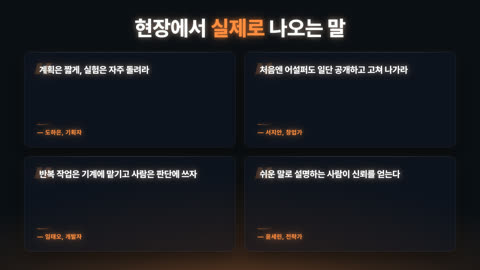 현장에서 실제로 나오는 말
계획은 짧게, 실험은 자주 돌려라
— 도하은, 기획자
처음엔 어설퍼도 일단 공개하고 고쳐 나가라
— 서지안, 창업가
반복 작업은 기계에 맡기고 사람은 판단에 쓰자
— 임태오, 개발자
쉬운 말로 설명하는 사람이 신뢰를 얻는다
— 윤세린, 전략가